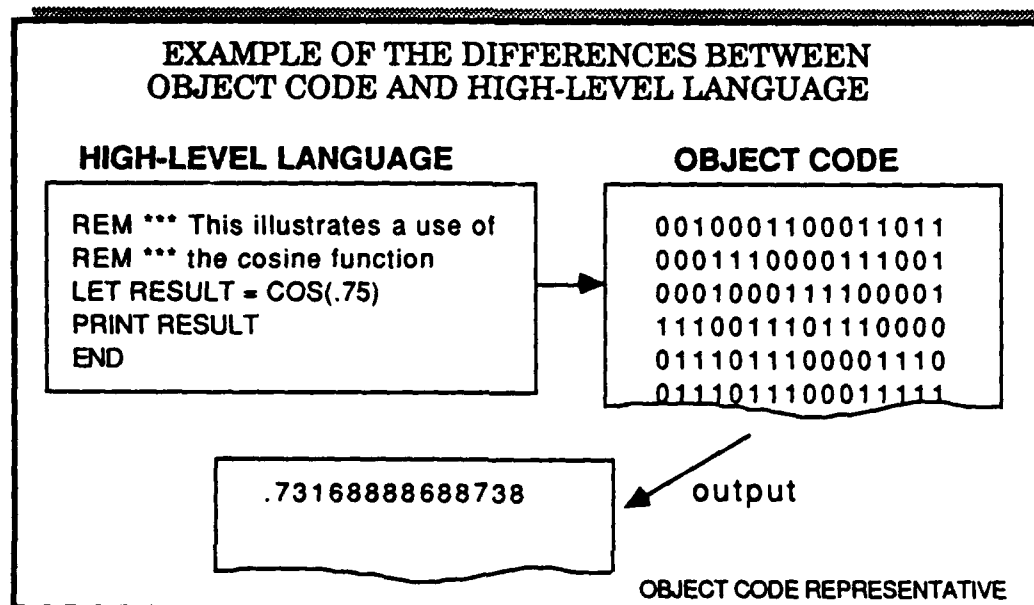 EXAMPLE OF THE DIFFERENCES BETWEEN
OBJECT CODE AND HIGH-LEVEL LANGUAGE
HIGH-LEVEL LANGUAGE
REM *** This illustrates a use of
REM *** the cosine function
LET RESULT = COS(.75)
PRINT RESULT
END
OBJECT CODE
0010001100011011
0001110000111001
0001000111100001
1110011101110000
0111011100001110
0111011100011111
.73168888688738
output
OBJECT CODE REPRESENTATIVE